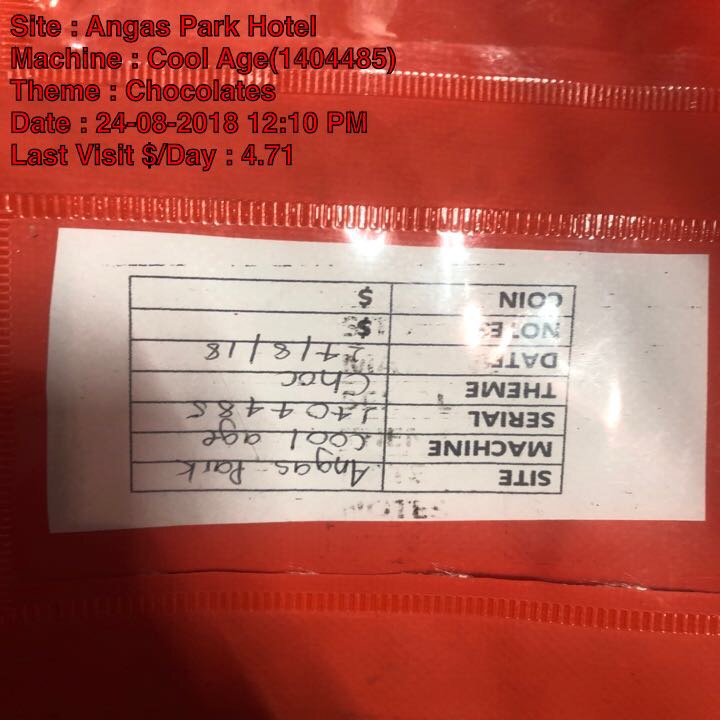 Site : Angas Park Hotel
Machine : Cool Age(1404485)
Theme : Chocolates
Date : 24-08-2018 12:10 PM
Last Visit $/Day : 4.71
SITE Angas Park
MACHINE Cool age
SERIAL 1404485
THEME Choc
DATE 24/8/18
NOTES $
COIN $